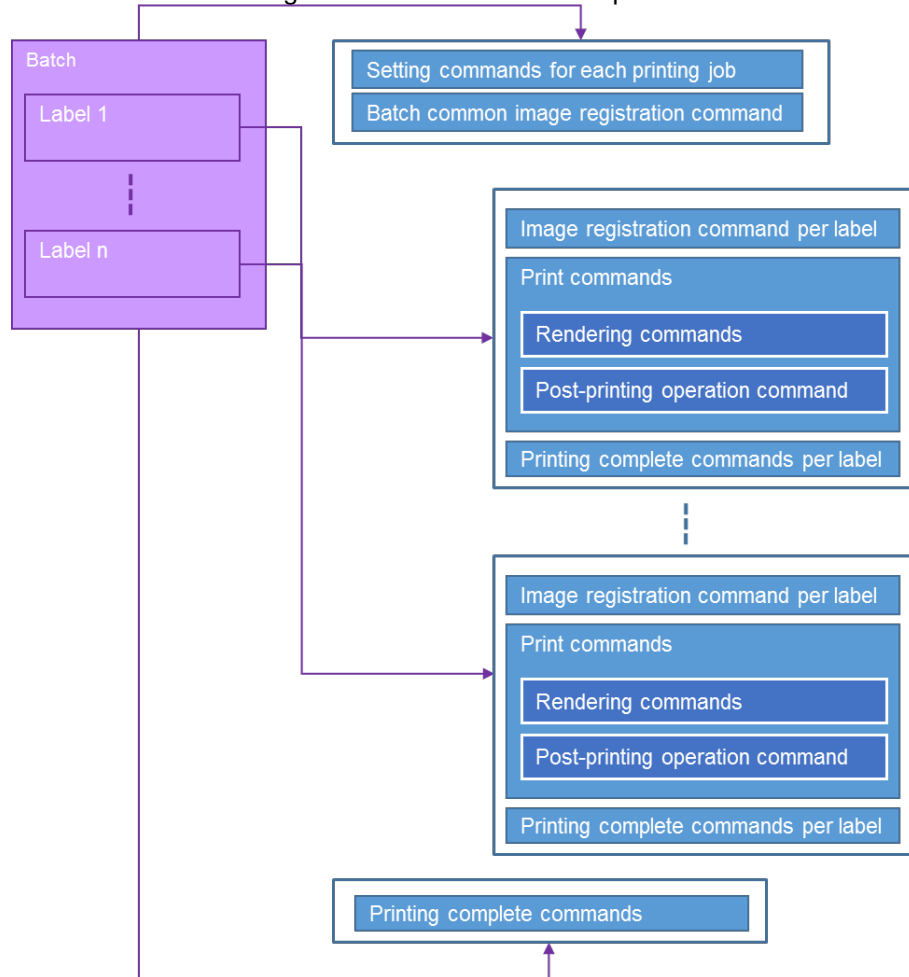 Batch
Label 1
Label n
Setting commands for each printing job
Batch common image registration command
Image registration command per label
Print commands
Rendering commands
Post-printing operation command
Printing complete commands per label
Image registration command per label
Print commands
Rendering commands
Post-printing operation command
Printing complete commands per label
Printing complete commands